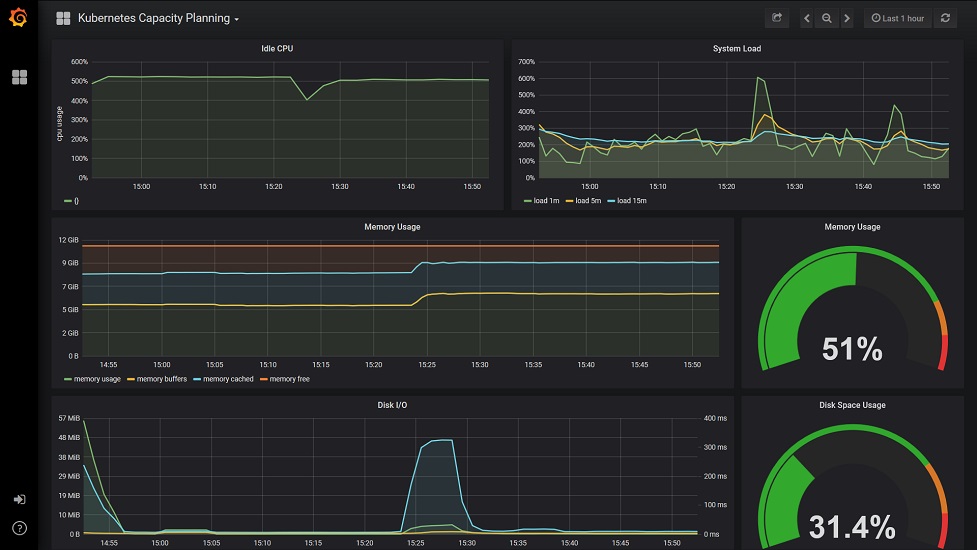 Kubernetes Capacity Planning
Last 1 hour
Idle CPU
cpu usage
600%
500%
400%
300%
200%
100%
0%
15:00 15:10 15:20 15:30 15:40 15:50
{}
System Load
700%
600%
500%
400%
300%
200%
100%
0%
15:00 15:10 15:20 15:30 15:40 15:50
load 1m load 5m load 15m
Memory Usage
12 GiB
9 GiB
7 GiB
5 GiB
2 GiB
0 B
14:55 15:00 15:05 15:10 15:15 15:20 15:25 15:30 15:35 15:40 15:45 15:50
memory usage memory buffers memory cached memory free
Memory Usage
51%
Disk I/O
57 MiB
48 MiB
38 MiB
29 MiB
19 MiB
10 MiB
0 B
400 ms
300 ms
200 ms
100 ms
0 ms
14:55 15:00 15:05 15:10 15:15 15:20 15:25 15:30 15:35 15:40 15:45 15:50
Disk Space Usage
31.4%
?